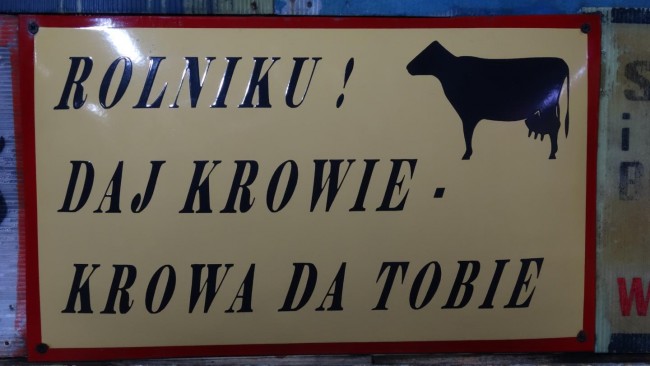 ROLNIKU !
DAJ KROWIE -
KROWA DA TOBIE